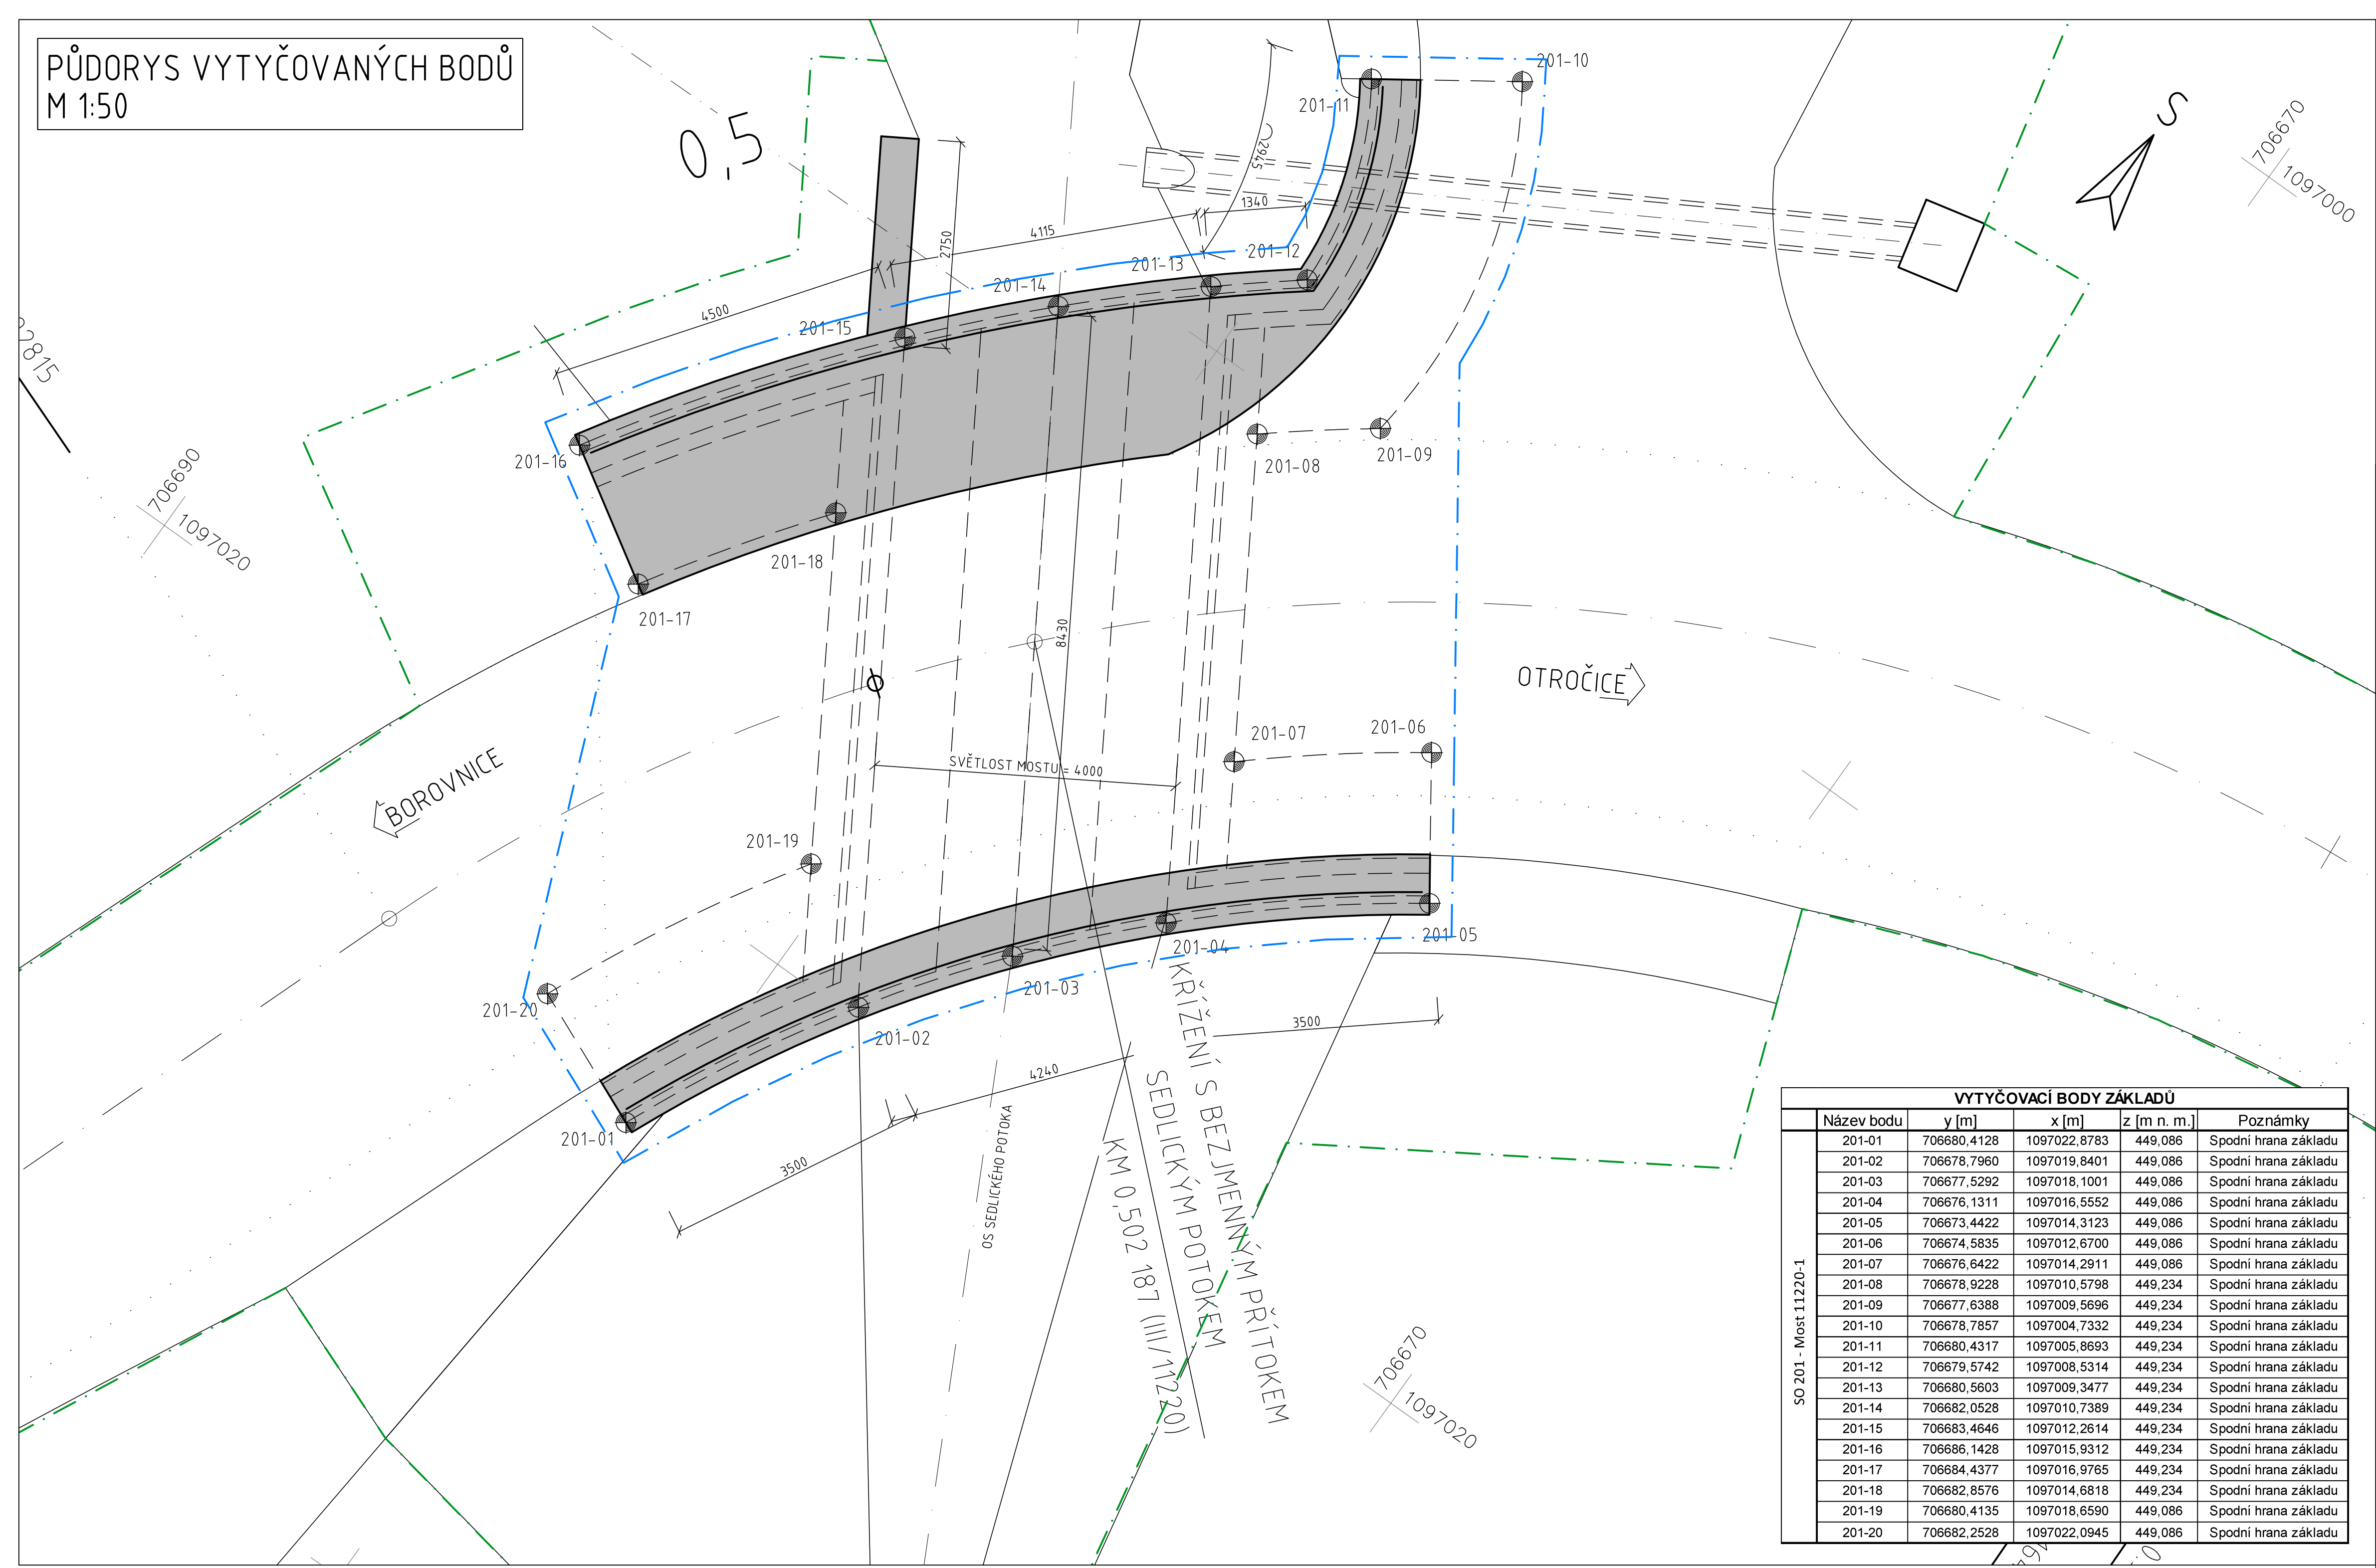 PŮDORYS VYTYČOVANÝCH BODŮ
M 1:50
0,5
201-10
201-11
S
706670
1097000
2945
1340
4115
2750
201-12
201-13
201-14
4500
201-15
201-16
201-08
201-09
706690
1097020
201-18
201-17
8430
OTROČICE
201-07
201-06
SVĚTLOST MOSTU = 4000
BOROVNICE
201-19
201-05
201-04
201-03
201-20
201-02
3500
4240
201-01
3500
OS SEDLICKÉHO POTOKA
KŘÍŽENÍ S BEZJMENNÝM PŘÍTOKEM
SEDLICKÝM POTOKEM
KM 0,502 187 (III/11220)
706670
1097020
VYTYČOVACÍ BODY ZÁKLADŮ
Název bodu y [m] x [m] z [m n. m.] Poznámky
SO 201 - Most 11220-1
201-01 706680,4128 1097022,8783 449,086 Spodní hrana základu
201-02 706678,7960 1097019,8401 449,086 Spodní hrana základu
201-03 706677,5292 1097018,1001 449,086 Spodní hrana základu
201-04 706676,1311 1097016,5552 449,086 Spodní hrana základu
201-05 706673,4422 1097014,3123 449,086 Spodní hrana základu
201-06 706674,5835 1097012,6700 449,086 Spodní hrana základu
201-07 706676,6422 1097014,2911 449,086 Spodní hrana základu
201-08 706678,9228 1097010,5798 449,234 Spodní hrana základu
201-09 706677,6388 1097009,5696 449,234 Spodní hrana základu
201-10 706678,7857 1097004,7332 449,234 Spodní hrana základu
201-11 706680,4317 1097005,8693 449,234 Spodní hrana základu
201-12 706679,5742 1097008,5314 449,234 Spodní hrana základu
201-13 706680,5603 1097009,3477 449,234 Spodní hrana základu
201-14 706682,0528 1097010,7389 449,234 Spodní hrana základu
201-15 706683,4646 1097012,2614 449,234 Spodní hrana základu
201-16 706686,1428 1097015,9312 449,234 Spodní hrana základu
201-17 706684,4377 1097016,9765 449,234 Spodní hrana základu
201-18 706682,8576 1097014,6818 449,234 Spodní hrana základu
201-19 706680,4135 1097018,6590 449,086 Spodní hrana základu
201-20 706682,2528 1097022,0945 449,086 Spodní hrana základu